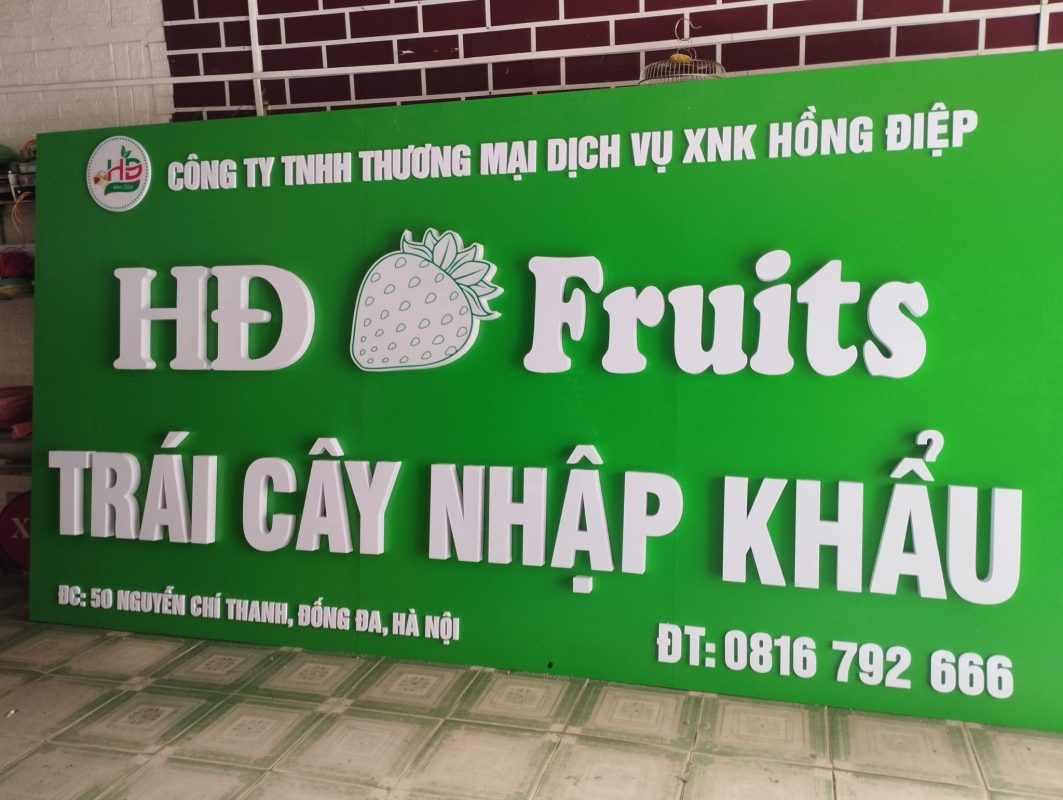 HĐ
CÔNG TY TNHH THƯƠNG MẠI DỊCH VỤ XNK HỒNG ĐIỆP
HĐ Fruits
TRÁI CÂY NHẬP KHẨU
ĐC: 50 NGUYỄN CHÍ THANH, ĐỐNG ĐA, HÀ NỘI
ĐT: 0816 792 666
X